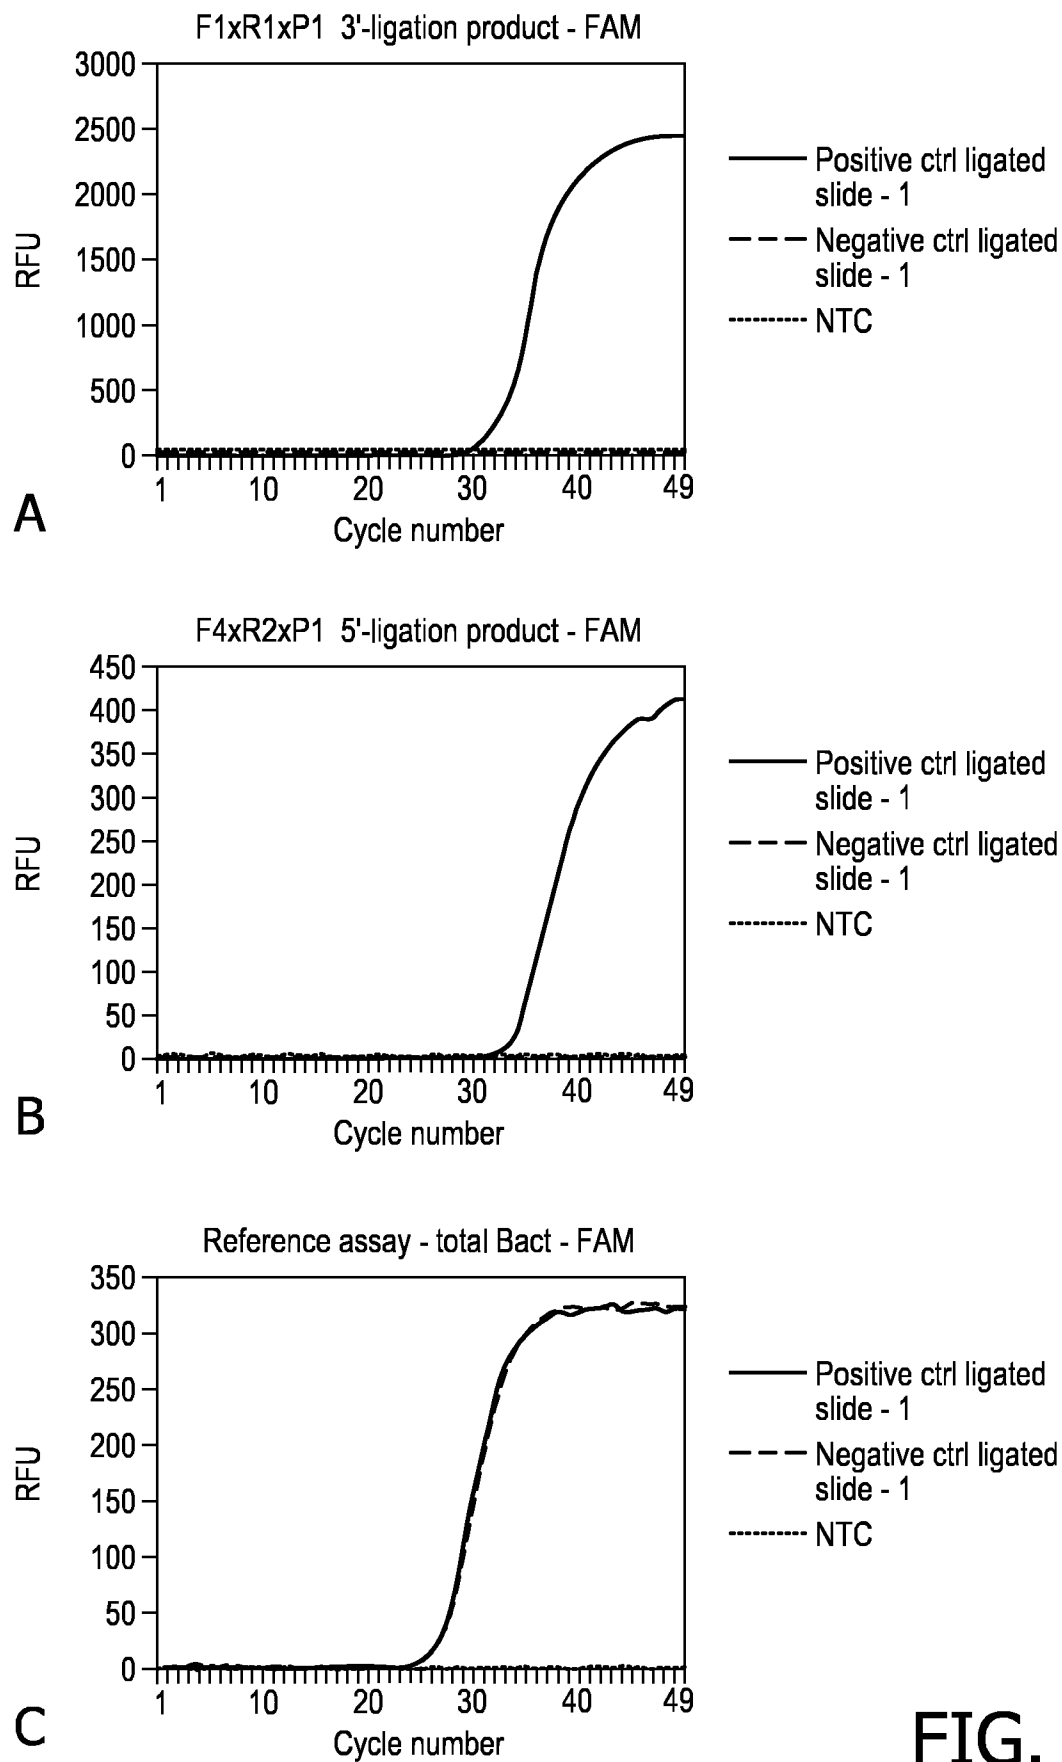 F1xR1xP1 3'-ligation product - FAM
3000
2500
2000
1500
1000
500
0
RFU
1 10 20 30 40 49
Cycle number
Positive ctrl ligated
slide - 1
Negative ctrl ligated
slide - 1
NTC
A
F4xR2xP1 5'-ligation product - FAM
450
400
350
300
250
200
150
100
50
0
RFU
1 10 20 30 40 49
Cycle number
Positive ctrl ligated
slide - 1
Negative ctrl ligated
slide - 1
NTC
B
Reference assay - total Bact - FAM
350
300
250
200
150
100
50
0
RFU
1 10 20 30 40 49
Cycle number
Positive ctrl ligated
slide - 1
Negative ctrl ligated
slide - 1
NTC
C
FIG.